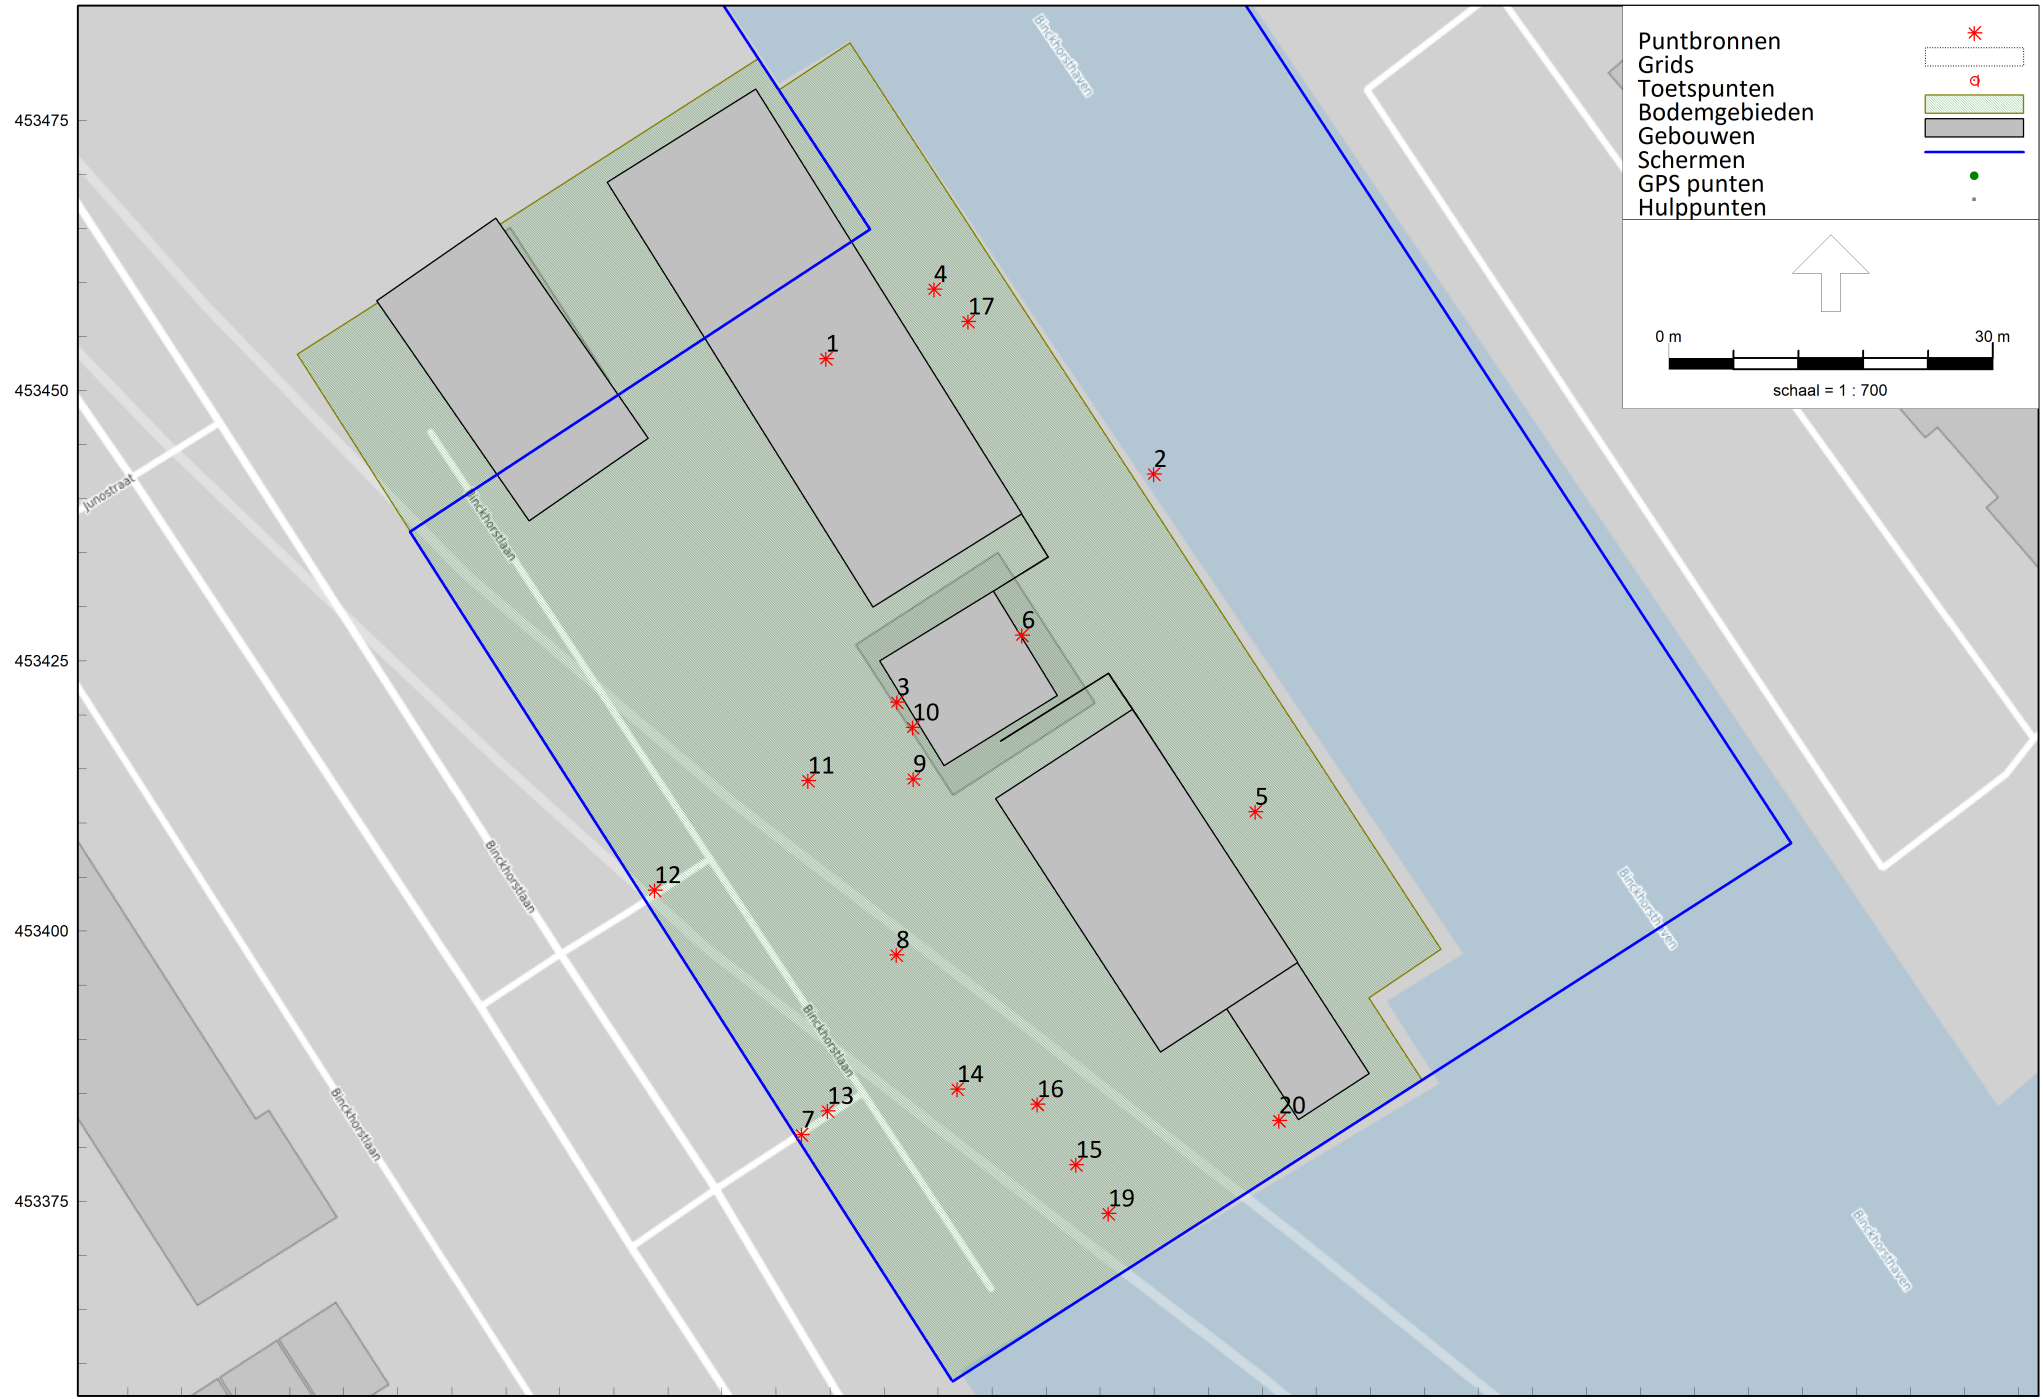 Puntbronnen
Grids
Toetspunten
Bodemgebieden
Gebouwen
Schermen
GPS punten
Hulppunten
0 m 30 m
schaal = 1 : 700
453475
453450
453425
453400
453375
Binckhorsthaven
4
17
1
2
Junostraat
Binckhorstlaan
6
3
10
11
9
5
12
Binckhorstlaan
Binckhorsthaven
8
Binckhorstlaan
14
16
13
7
20
Binckhorstlaan
15
19
Binckhorsthaven